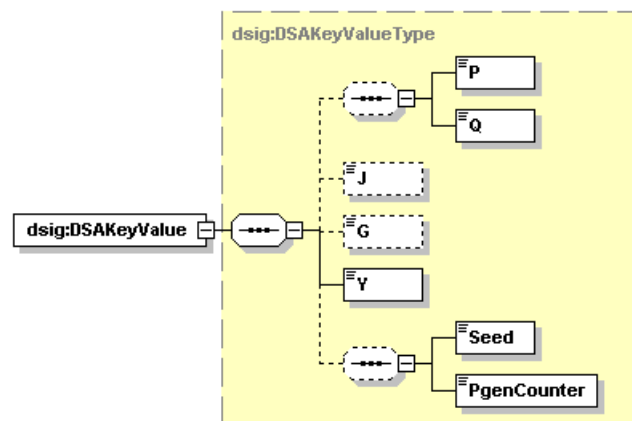 dsig:DSAKeyValueType
P
Q
J
G
dsig:DSAKeyValue
Y
Seed
PgenCounter